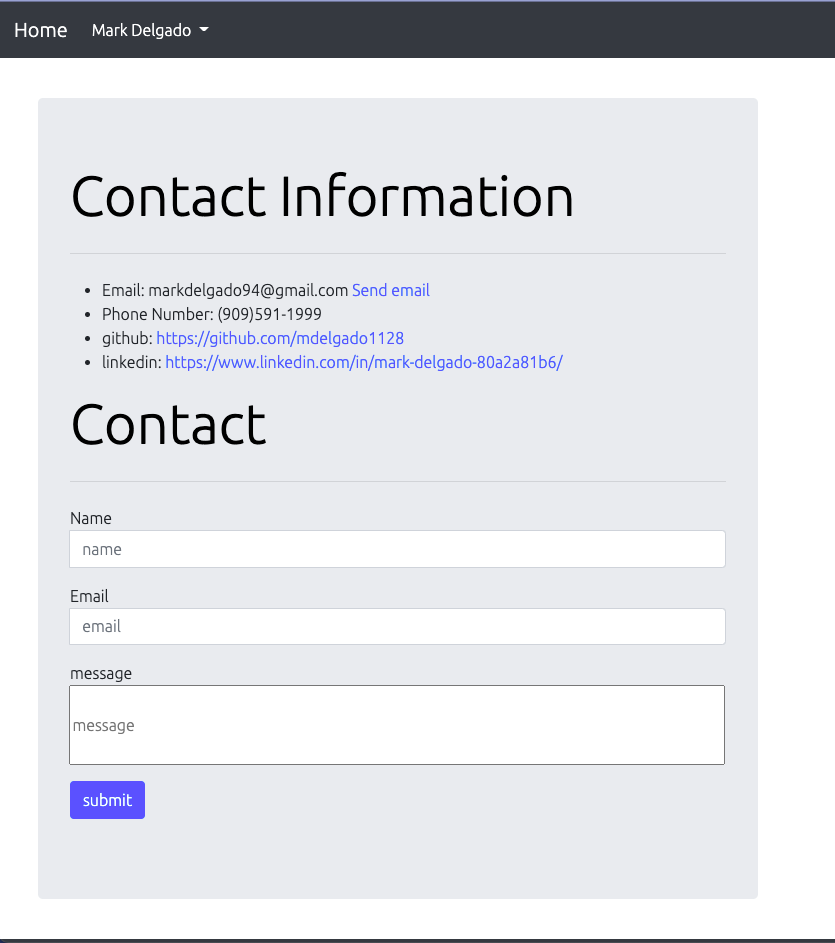 Home Mark Delgado
Contact Information
Email: markdelgado94@gmail.com Send email
Phone Number: (909)591-1999
github: https://github.com/mdelgado1128
linkedin: https://www.linkedin.com/in/mark-delgado-80a2a81b6/
Contact
Name
name
Email
email
message
message
submit